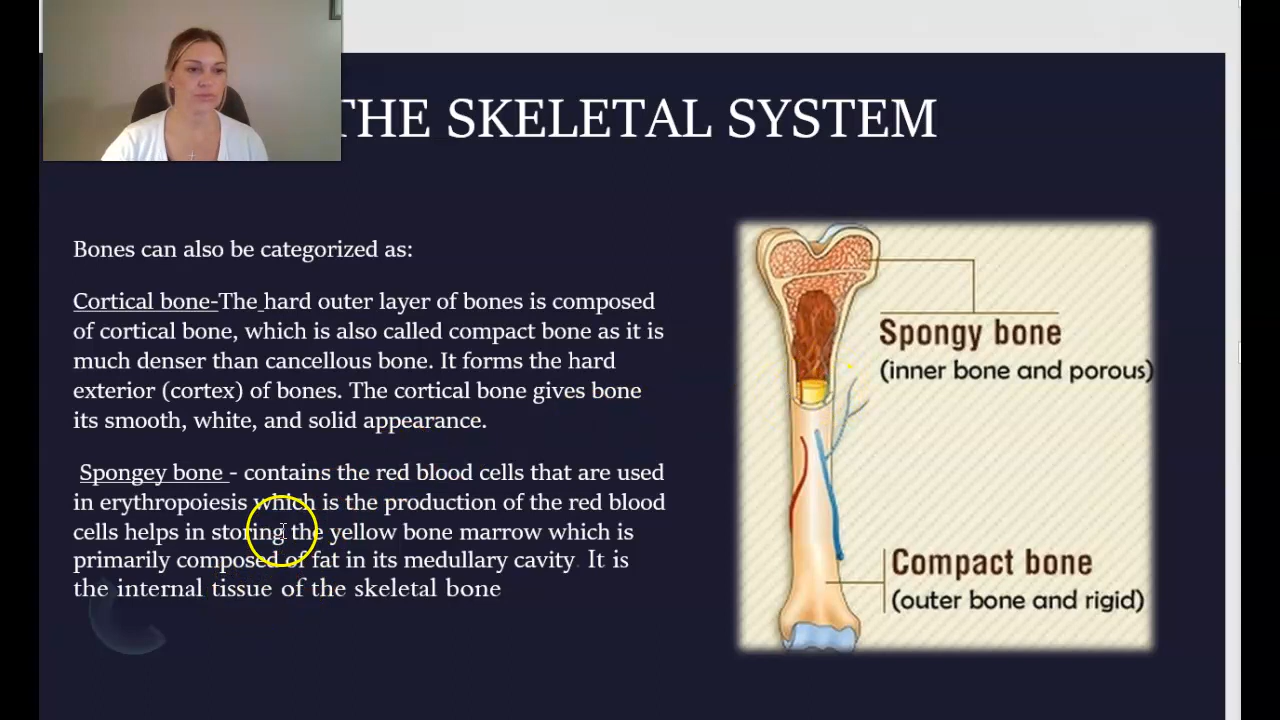 THE SKELETAL SYSTEM
Bones can also be categorized as:
Cortical bone-The hard outer layer of bones is composed
of cortical bone, which is also called compact bone as it is
much denser than cancellous bone. It forms the hard
exterior (cortex) of bones. The cortical bone gives bone
its smooth, white, and solid appearance.
Spongey bone - contains the red blood cells that are used
in erythropoiesis which is the production of the red blood
cells helps in storing the yellow bone marrow which is
primarily composed of fat in its medullary cavity. It is
the internal tissue of the skeletal bone
Spongy bone
(inner bone and porous)
Compact bone
(outer bone and rigid)